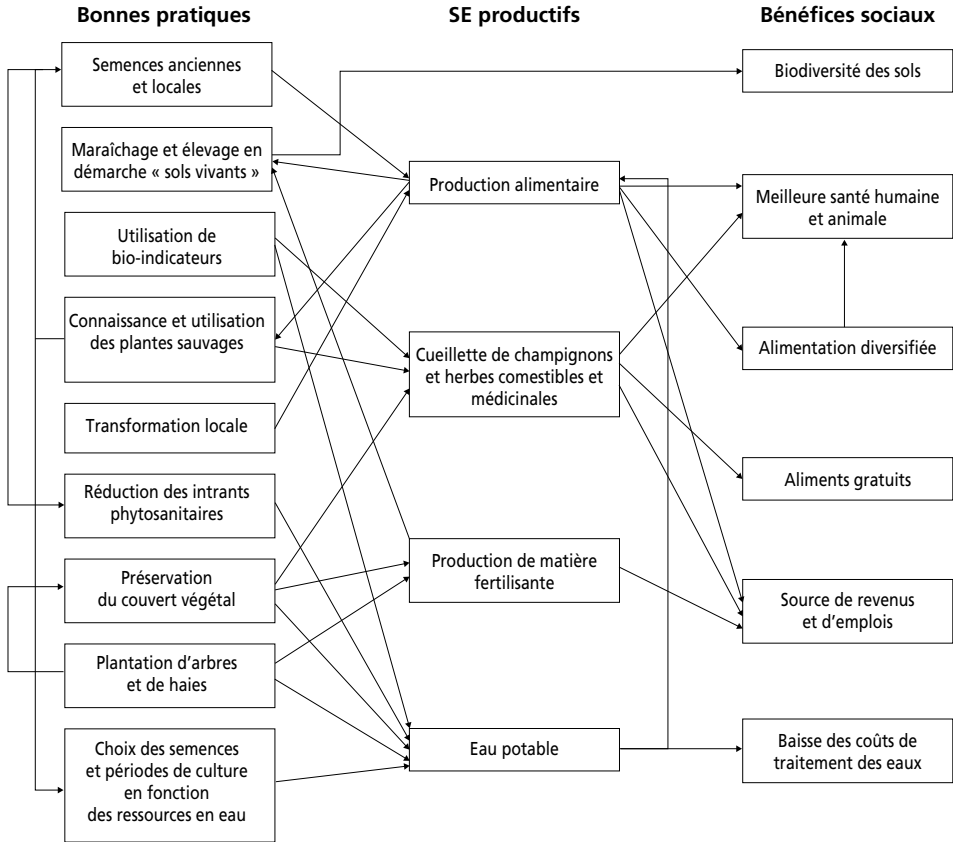 Bonnes pratiques
Semences anciennes
et locales
Maraîchage et élevage en
démarche « sols vivants »
Utilisation de
bio-indicateurs
Connaissance et utilisation
des plantes sauvages
Transformation locale
Réduction des intrants
phytosanitaires
Préservation
du couvert végétal
Plantation d’arbres
et de haies
Choix des semences
et périodes de culture
en fonction
des ressources en eau
SE productifs
Production alimentaire
Cueillette de champignons
et herbes comestibles et
médicinales
Production de matière
fertilisante
Eau potable
Bénéfices sociaux
Biodiversité des sols
Meilleure santé humaine
et animale
Alimentation diversifiée
Aliments gratuits
Source de revenus
et d’emplois
Baisse des coûts de
traitement des eaux